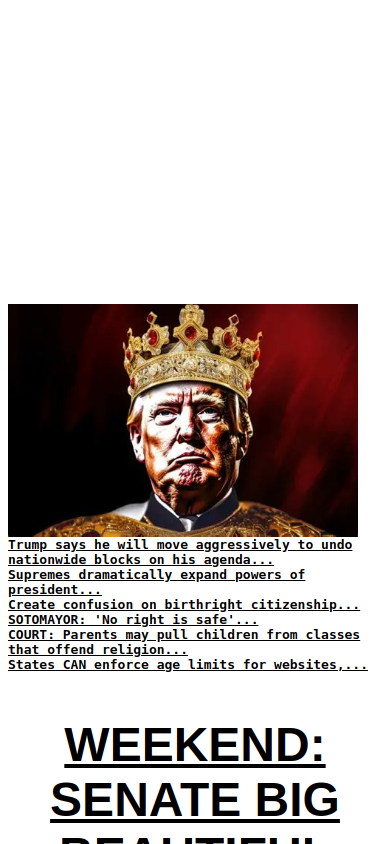 Trump says he will move aggressively to undo
nationwide blocks on his agenda...
Supremes dramatically expand powers of
president...
Create confusion on birthright citizenship...
SOTOMAYOR: 'No right is safe'...
COURT: Parents may pull children from classes
that offend religion...
States CAN enforce age limits for websites,...
WEEKEND:
SENATE BIG
BEAUTIFUL